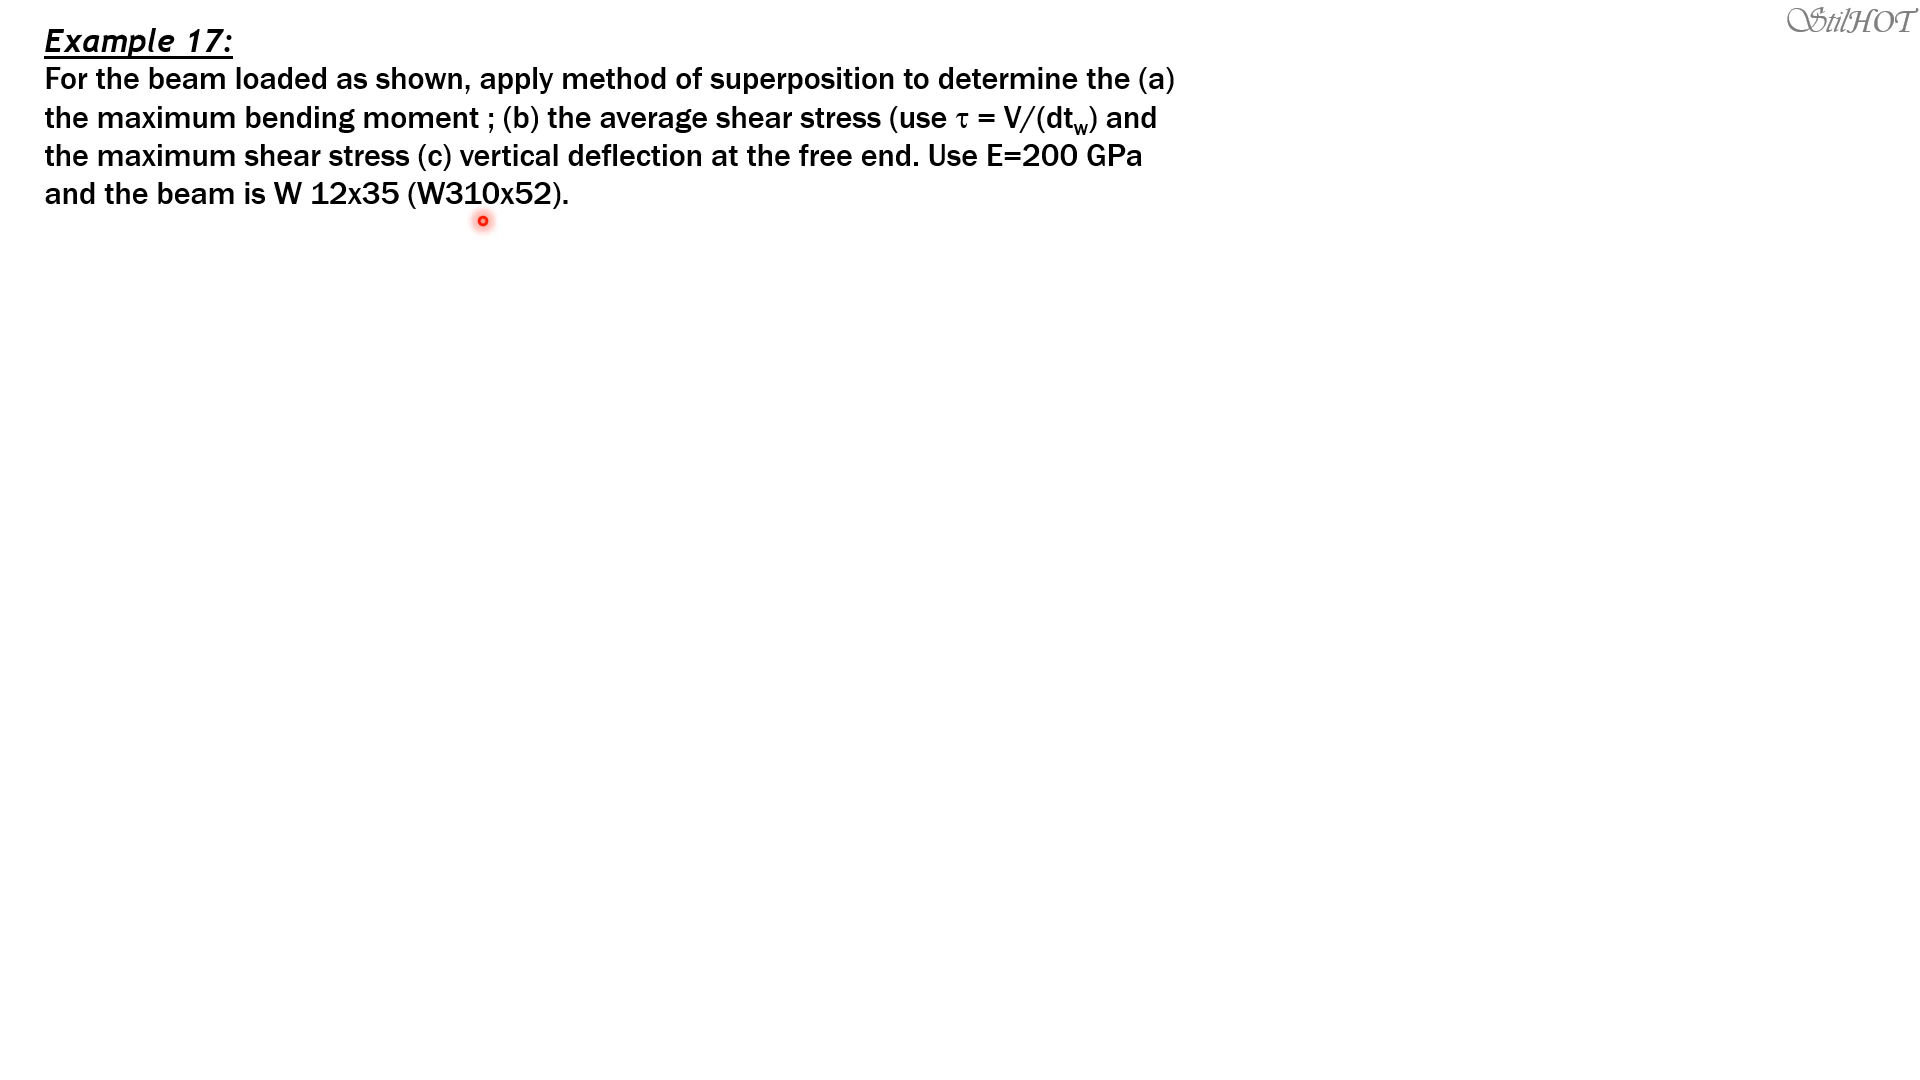 StilHOT
Example 17:
For the beam loaded as shown, apply method of superposition to determine the (a)
the maximum bending moment ; (b) the average shear stress (use τ = V/(dtw) and
the maximum shear stress (c) vertical deflection at the free end. Use E=200 GPa
and the beam is W 12x35 (W310x52).